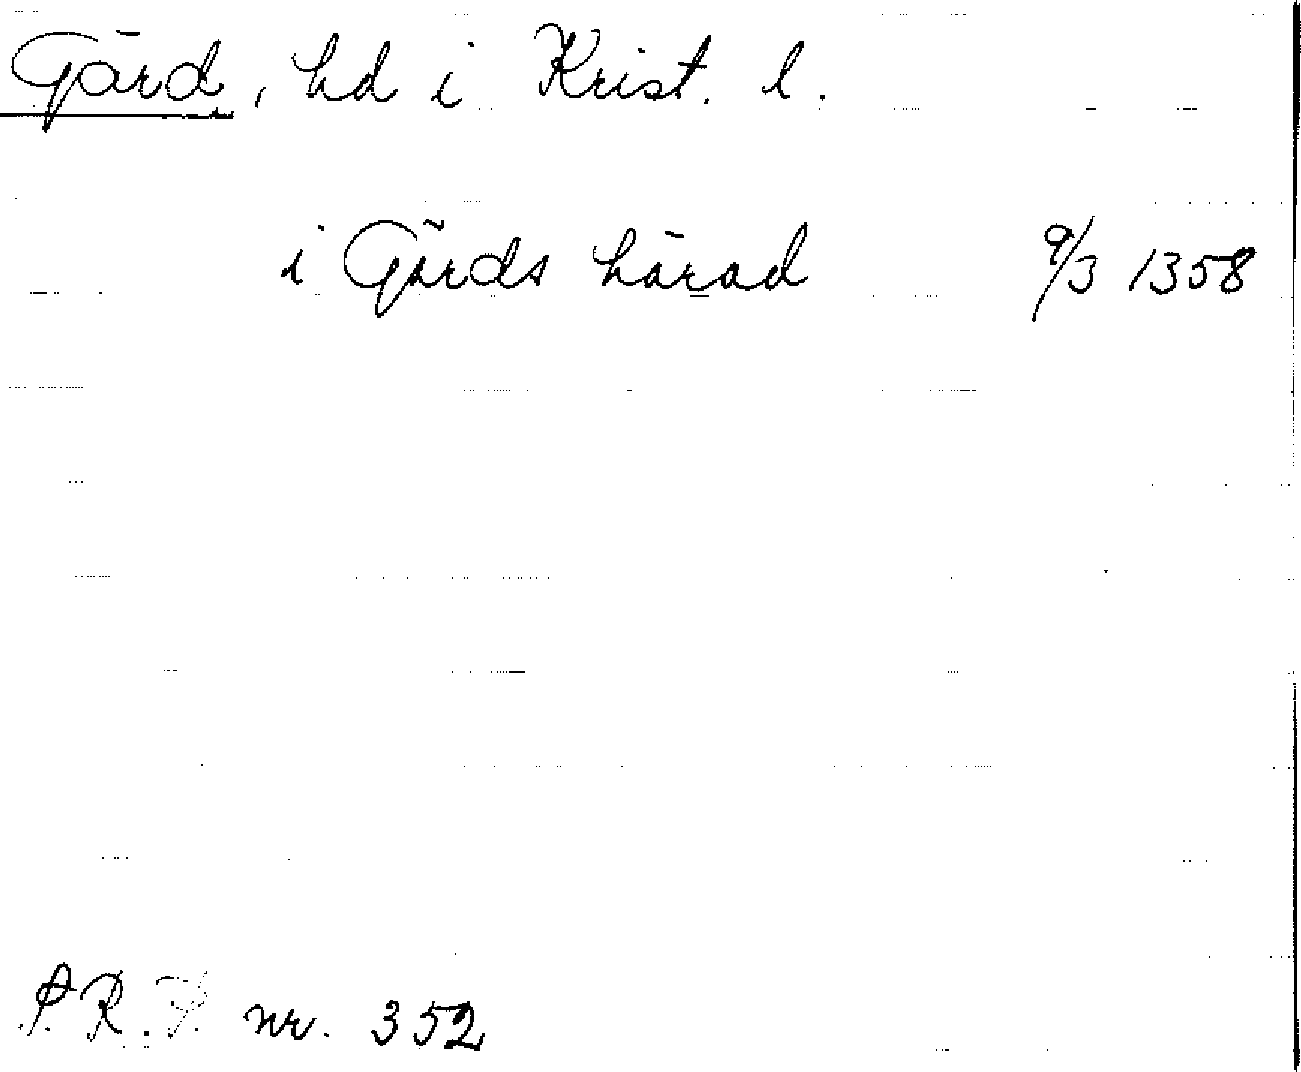 Gärd, hd i Krist. l.
i Gärds härad 9/3 1358
P.R.P. nr. 352